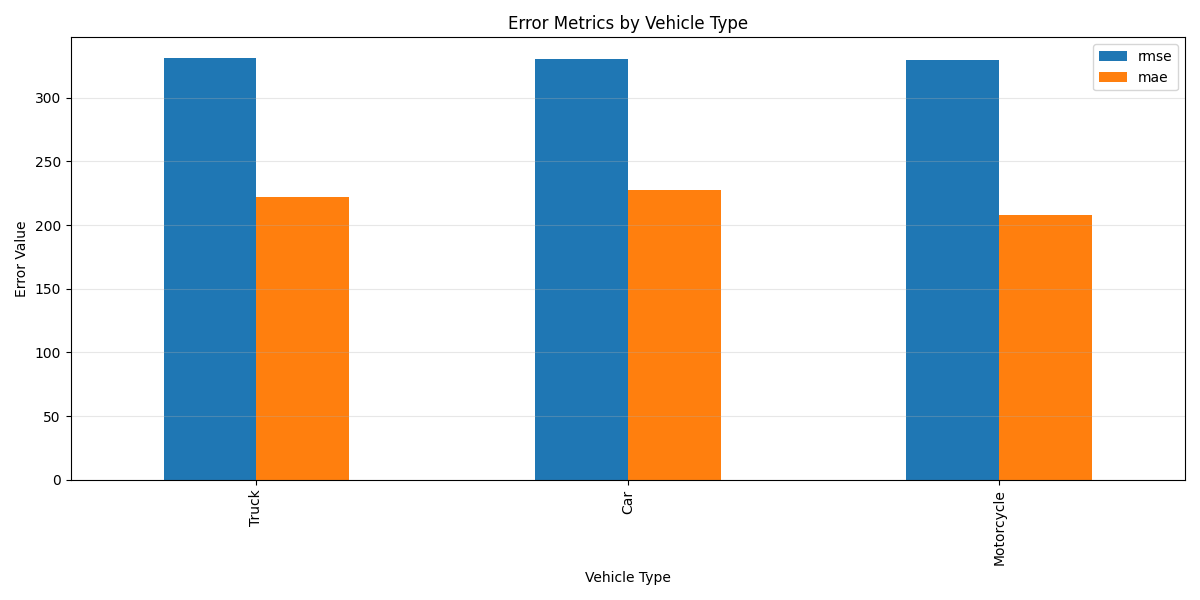 Error Metrics by Vehicle Type
rmse
mae
Error Value
300
250
200
150
100
50
0
Truck
Car
Motorcycle
Vehicle Type